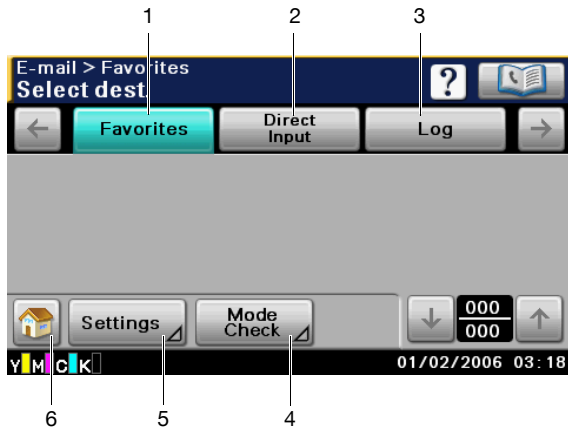 1 2 3
E-mail > Favorites
Select dest.
?
Favorites
Direct
Input
Log
Settings
Mode
Check
000
000
Y M C K
01/02/2006 03:18
6 5 4